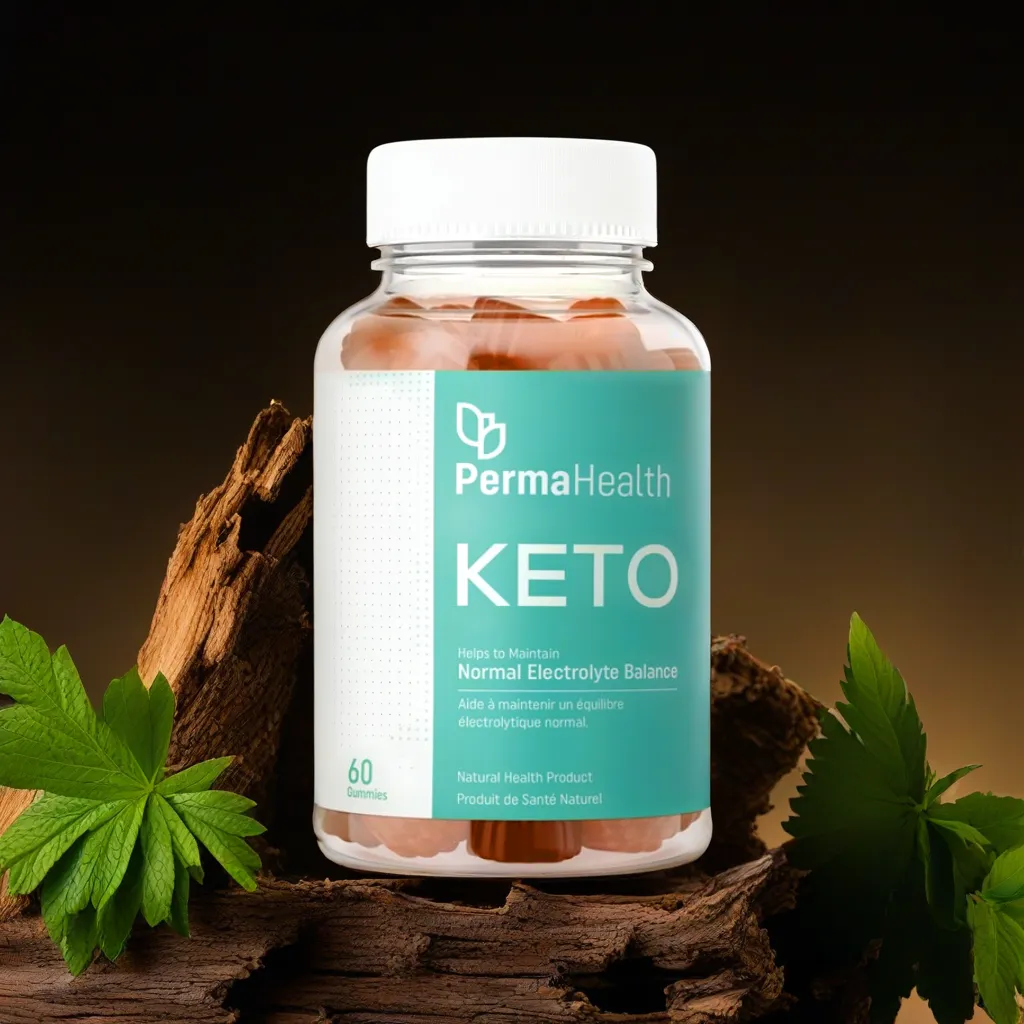 PermaHealth
KETO
Helps to Maintain
Normal Electrolyte Balance
Aide à maintenir un équilibre
électrolytique normal.
60
Gummies
Natural Health Product
Produit de Santé Naturel